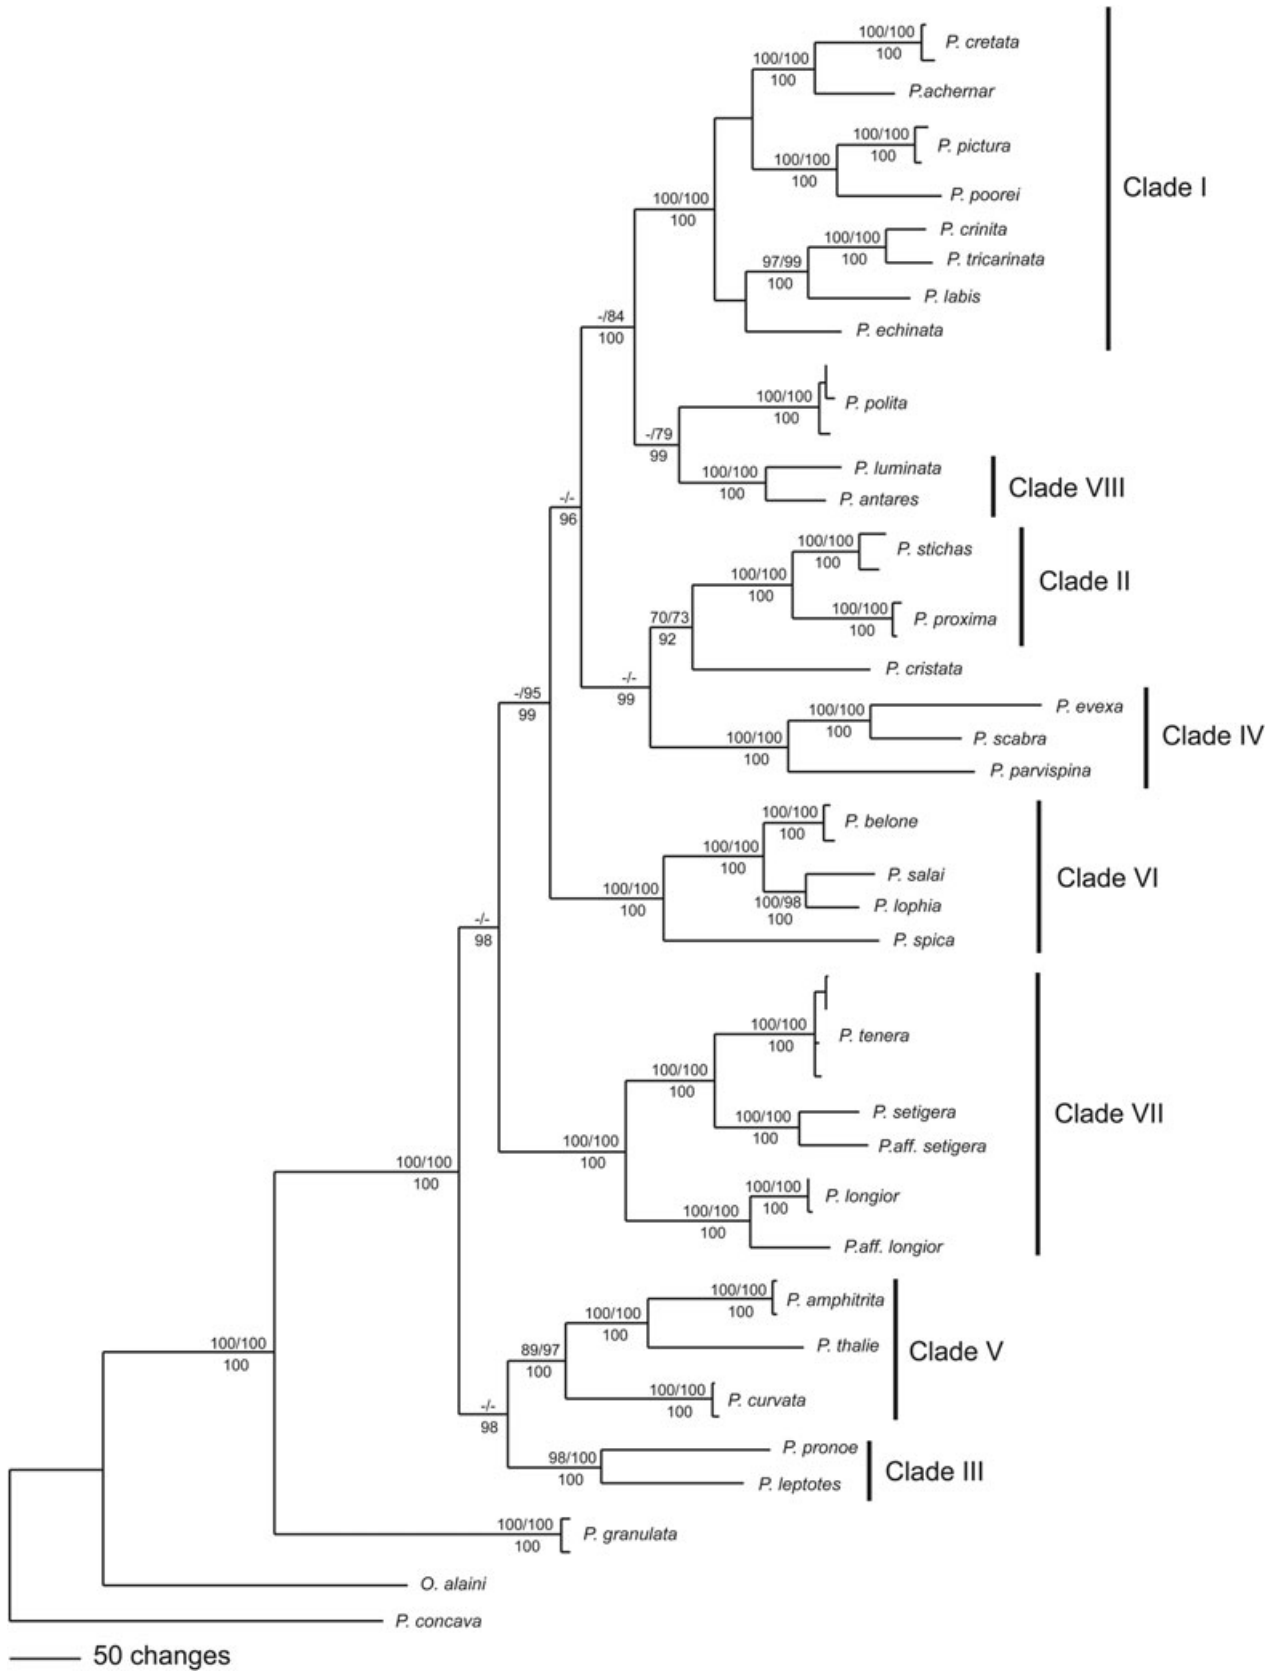 100/100
100
P. cretata
100/100
100
P.achernar
100/100
100
P. pictura
100/100
100
P. poorei
Clade I
100/100
100
P. crinita
100/100
100
P. tricarinata
97/99
100
P. labis
P. echinata
-/84
100
100/100
100
P. polita
-/79
99
P. luminata
100/100
100
P. antares
Clade VIII
-/-
96
100/100
100
P. stichas
100/100
100
Clade II
100/100
100
P. proxima
70/73
92
P. cristata
-/-
99
-/95
99
P. evexa
100/100
100
P. scabra
Clade IV
100/100
100
P. parvispina
100/100
100
P. belone
100/100
100
P. salai
Clade VI
100/98
100
P. lophia
100/100
100
P. spica
-/-
98
100/100
100
P. tenera
100/100
100
P. setigera
100/100
100
P.aff. setigera
Clade VII
100/100
100
100/100
100
100/100
100
P. longior
100/100
100
P.aff. longior
100/100
100
P. amphitrita
100/100
100
P. thalie
Clade V
89/97
100
100/100
100
P. curvata
-/-
98
P. pronoe
98/100
100
P. leptotes
Clade III
100/100
100
100/100
100
P. granulata
O. alaini
P. concava
50 changes